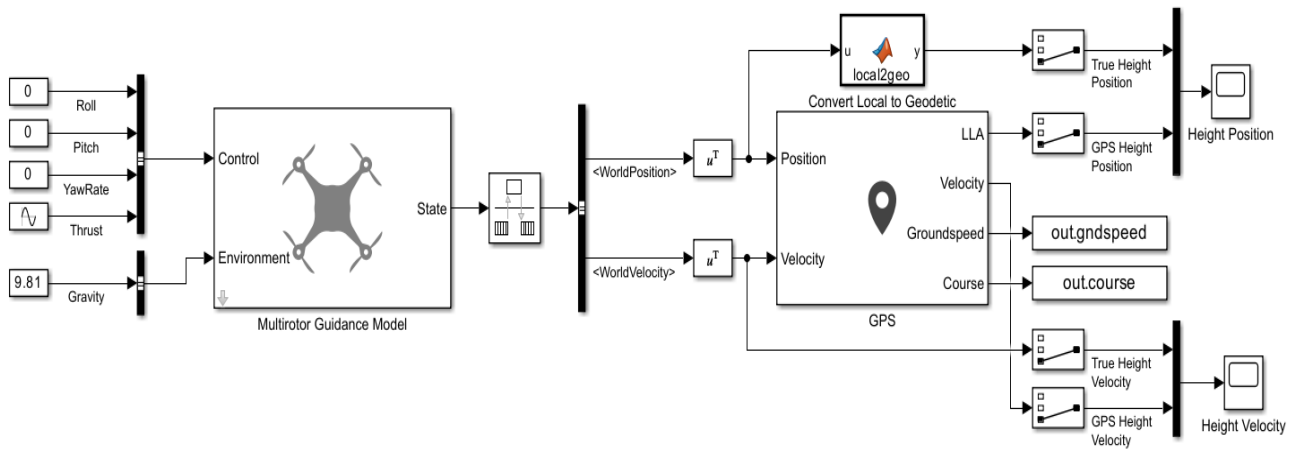 0
Roll
0
Pitch
0
YawRate
Thrust
9.81
Gravity
Control
Environment
State
Multirotor Guidance Model
<WorldPosition>
<WorldVelocity>
uᵀ
uᵀ
u
y
local2geo
Convert Local to Geodetic
Position
Velocity
LLA
Velocity
Groundspeed
Course
GPS
True Height
Position
GPS Height
Position
Height Position
out.gndspeed
out.course
True Height
Velocity
GPS Height
Velocity
Height Velocity